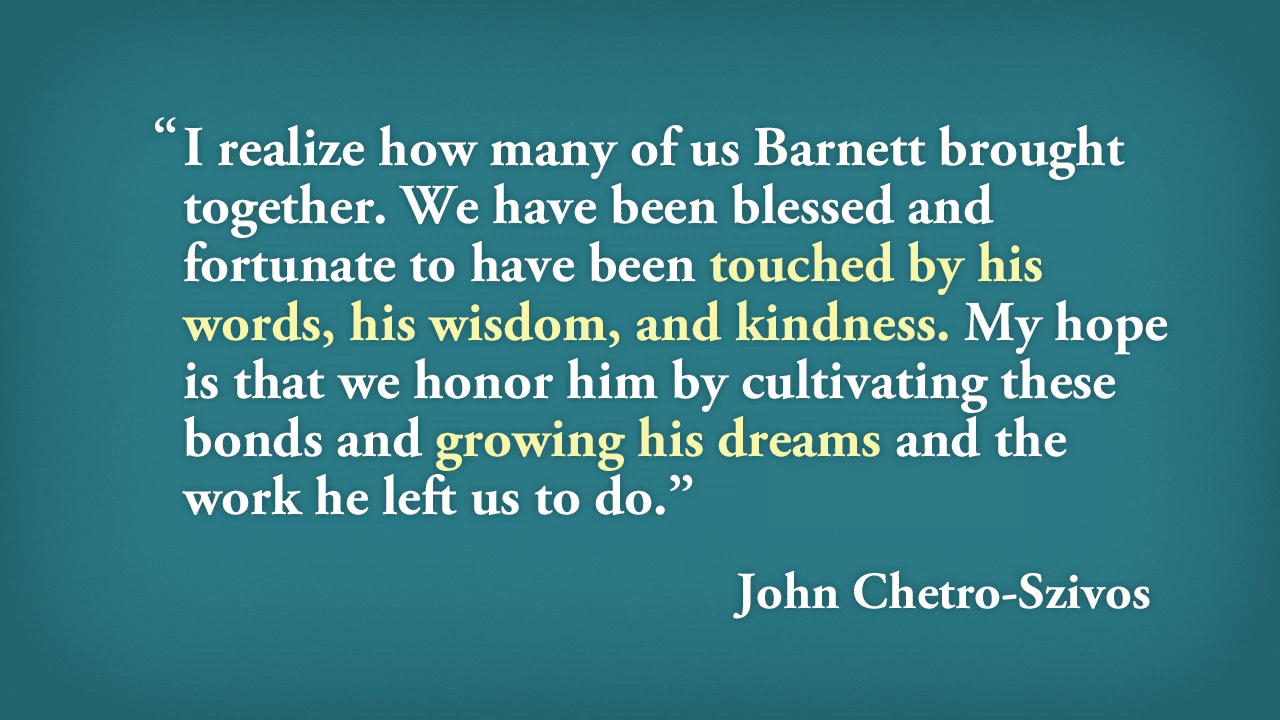 “I realize how many of us Barnett brought
together. We have been blessed and
fortunate to have been touched by his
words, his wisdom, and kindness. My hope
is that we honor him by cultivating these
bonds and growing his dreams and the
work he left us to do.”
John Chetro-Szivos